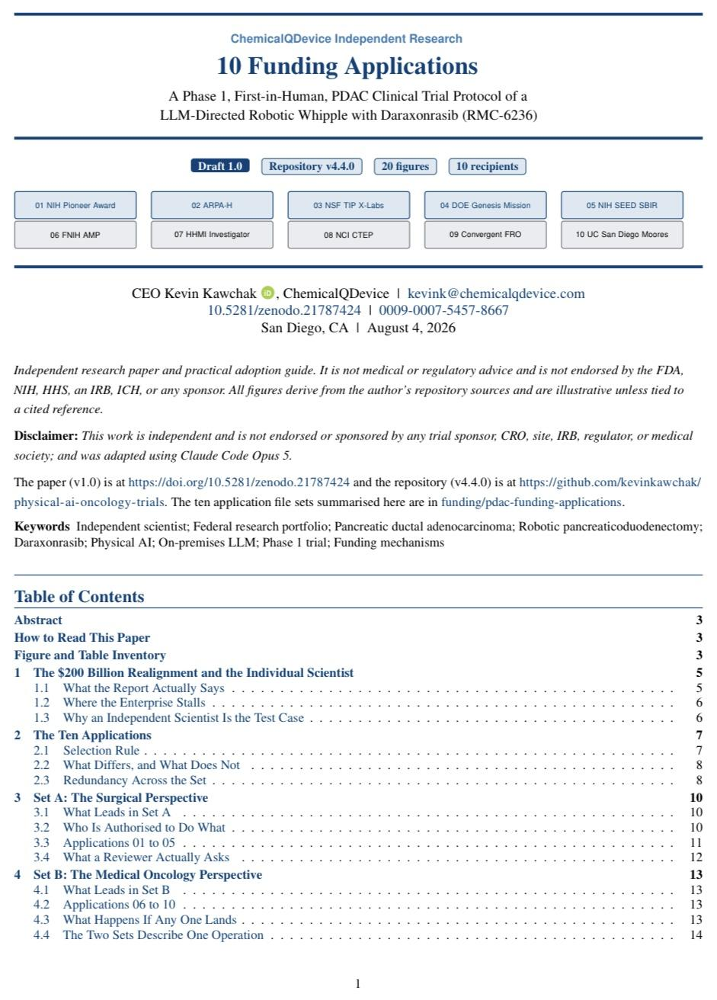 ChemicalQDevice Independent Research
10 Funding Applications
A Phase 1, First-in-Human, PDAC Clinical Trial Protocol of a
LLM-Directed Robotic Whipple with Daraxonrasib (RMC-6236)
Draft 1.0 Repository v4.4.0 20 figures 10 recipients
01 NIH Pioneer Award 02 ARPA-H 03 NSF TIP X-Labs 04 DOE Genesis Mission 05 NIH SEED SBIR
06 FNIH AMP 07 HHMI Investigator 08 NCI CTEP 09 Convergent FRO 10 UC San Diego Moores
CEO Kevin Kawchak iD, ChemicalQDevice | kevink@chemicalqdevice.com
10.5281/zenodo.21787424 | 0009-0007-5457-8667
San Diego, CA | August 4, 2026
Independent research paper and practical adoption guide. It is not medical or regulatory advice and is not endorsed by the FDA,
NIH, HHS, an IRB, ICH, or any sponsor. All figures derive from the author's repository sources and are illustrative unless tied to
a cited reference.
Disclaimer: This work is independent and is not endorsed or sponsored by any trial sponsor, CRO, site, IRB, regulator, or medical
society; and was adapted using Claude Code Opus 5.
The paper (v1.0) is at https://doi.org/10.5281/zenodo.21787424 and the repository (v4.4.0) is at https://github.com/kevinkawchak/
physical-ai-oncology-trials. The ten application file sets summarised here are in funding/pdac-funding-applications.
Keywords Independent scientist; Federal research portfolio; Pancreatic ductal adenocarcinoma; Robotic pancreaticoduodenectomy;
Daraxonrasib; Physical AI; On-premises LLM; Phase 1 trial; Funding mechanisms
Table of Contents
Abstract 3
How to Read This Paper 3
Figure and Table Inventory 3
1 The $200 Billion Realignment and the Individual Scientist 5
1.1 What the Report Actually Says . . . . . . . . . . 5
1.2 Where the Enterprise Stalls . . . . . . . . . . 6
1.3 Why an Independent Scientist Is the Test Case . . . . . . . . . . 6
2 The Ten Applications 7
2.1 Selection Rule . . . . . . . . . . 7
2.2 What Differs, and What Does Not . . . . . . . . . . 8
2.3 Redundancy Across the Set . . . . . . . . . . 8
3 Set A: The Surgical Perspective 10
3.1 What Leads in Set A . . . . . . . . . . 10
3.2 Who Is Authorised to Do What . . . . . . . . . . 10
3.3 Applications 01 to 05 . . . . . . . . . . 11
3.4 What a Reviewer Actually Asks . . . . . . . . . . 12
4 Set B: The Medical Oncology Perspective 13
4.1 What Leads in Set B . . . . . . . . . . 13
4.2 Applications 06 to 10 . . . . . . . . . . 13
4.3 What Happens If Any One Lands . . . . . . . . . . 13
4.4 The Two Sets Describe One Operation . . . . . . . . . . 14
1